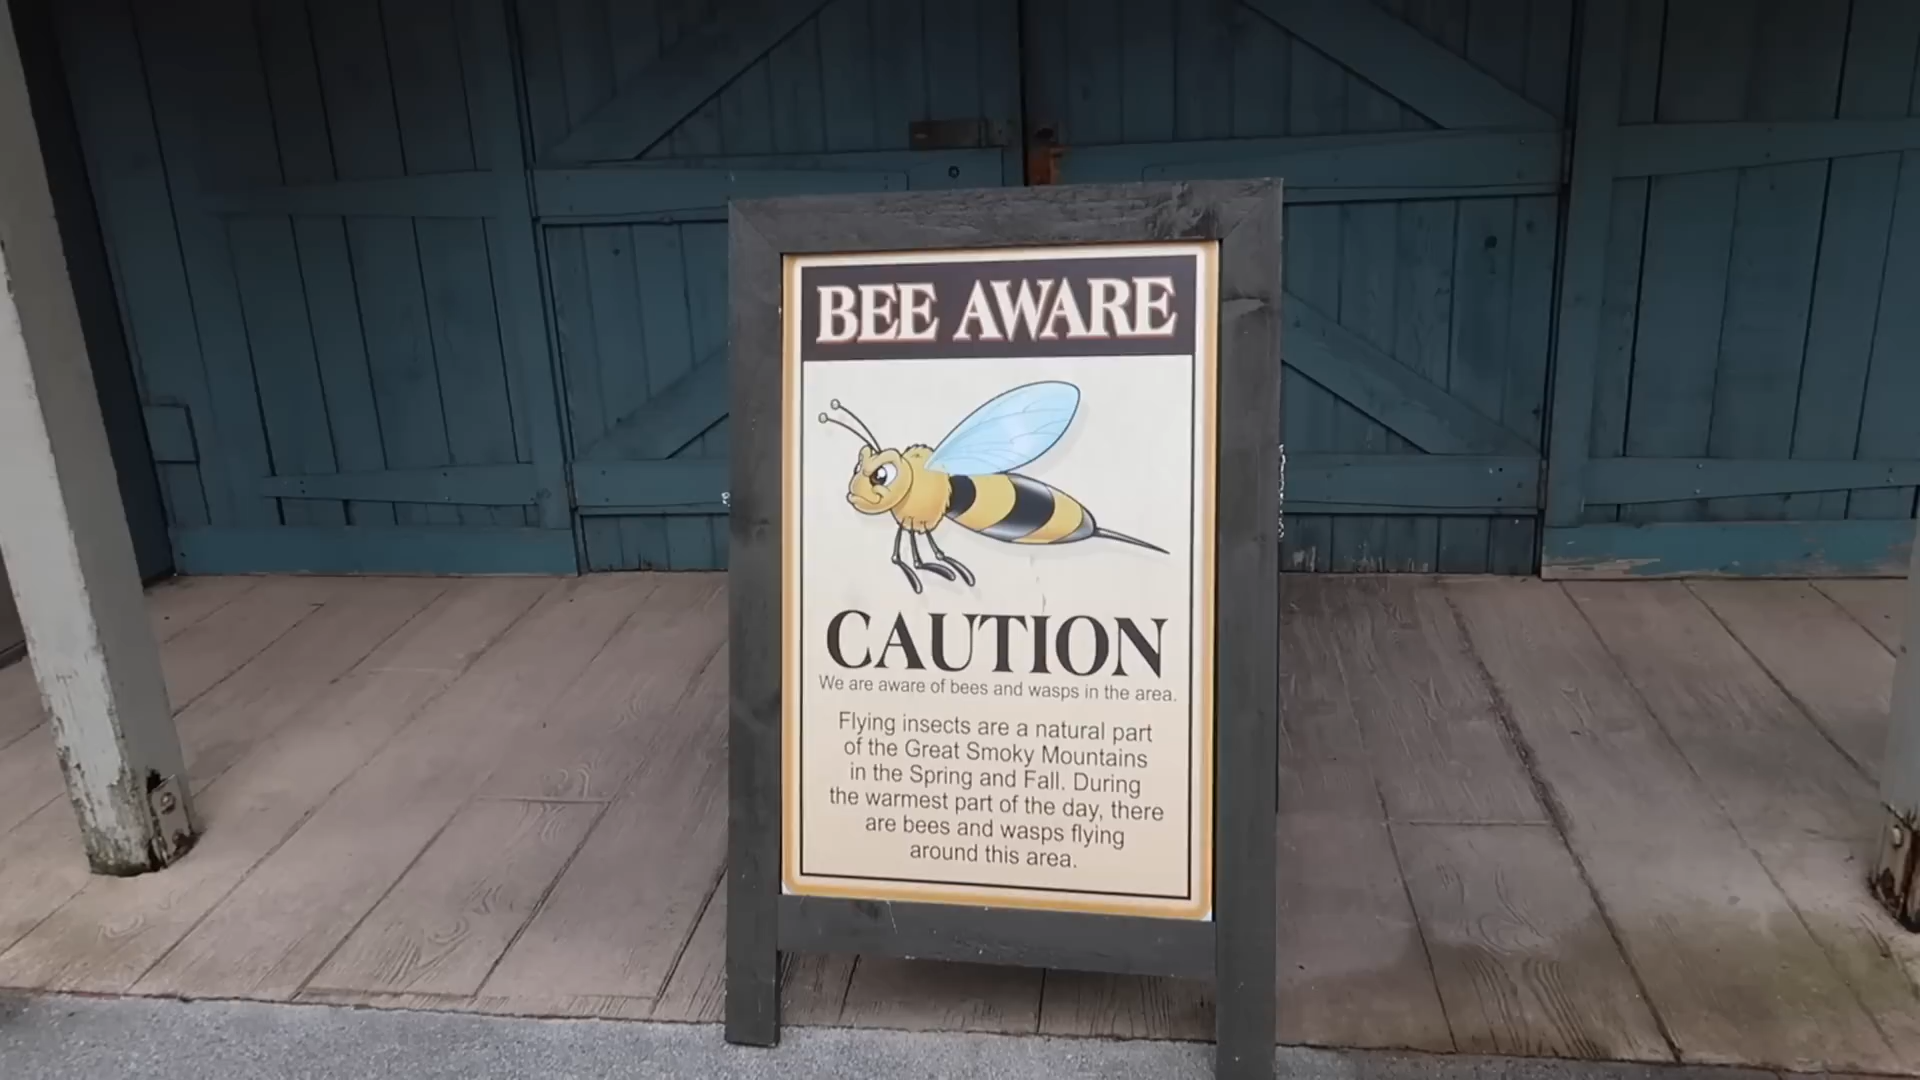 BEE AWARE
CAUTION
We are aware of bees and wasps in the area.
Flying insects are a natural part
of the Great Smoky Mountains
in the Spring and Fall. During
the warmest part of the day, there
are bees and wasps flying
around this area.